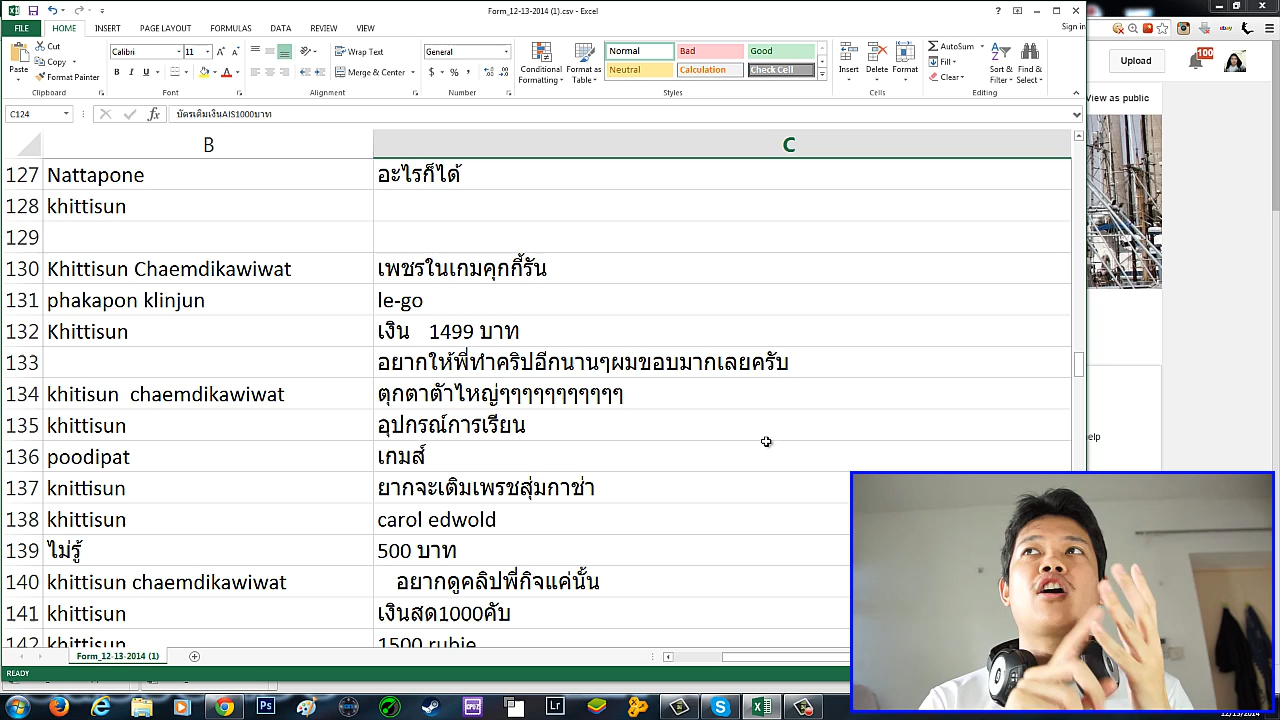 Form_12-13-2014 (1).csv - Excel
Sign in
FILE HOME INSERT PAGE LAYOUT FORMULAS DATA REVIEW VIEW
Cut
Copy
Format Painter
Paste
Calibri 11
Wrap Text
Merge & Center
General
Conditional Formatting
Format as Table
Normal Bad Good
Neutral Calculation Check Cell
Insert Delete Format
AutoSum
Fill
Clear
Sort & Filter
Find & Select
Clipboard Font Alignment Number Styles Cells Editing
100
Upload
View as public
C124 บัตรเติมเงินAIS1000บาท
B C
127 Nattapone อะไรก็ได้
128 khittisun
129
130 Khittisun Chaemdikawiwat เพชรในเกมคุกกี้รัน
131 phakapon klinjun le-go
132 Khittisun เงิน 1499 บาท
133 อยากให้พี่ทำคริปอีกนานๆผมขอบมากเลยครับ
134 khitisun chaemdikawiwat ตุกตาตัาไหญ่ๆๆๆๆๆๆๆๆๆๆๆ
135 khittisun อุปกรณ์การเรียน
136 poodipat เกมส์
137 knittisun ยากจะเติมเพรชสุ่มกาช่า
138 khittisun carol edwold
139 ไม่รู้ 500 บาท
140 khittisun chaemdikawiwat อยากดูคลิปพี่กิจแค่นั้น
141 khittisun เงินสด1000คับ
142 khittisun 1500 rubie
elp
Form_12-13-2014 (1)
READY
12/13/2014